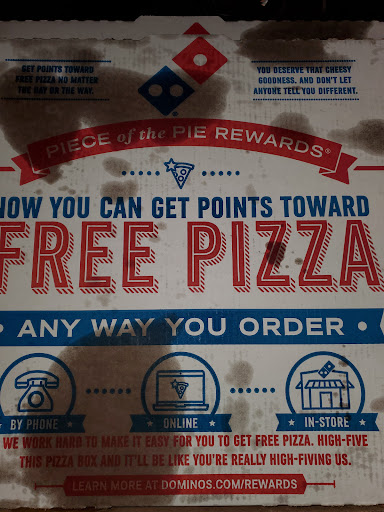 GET POINTS TOWARD
FREE PIZZA NO MATTER
THE DAY OR THE WAY.
YOU DESERVE THAT CHEESY
GOODNESS. AND DON'T LET
ANYONE TELL YOU DIFFERENT.
PIECE of the PIE REWARDS®
NOW YOU CAN GET POINTS TOWARD
FREE PIZZA
• ANY WAY YOU ORDER •
BY PHONE
ONLINE
IN-STORE
WE WORK HARD TO MAKE IT EASY FOR YOU TO GET FREE PIZZA. HIGH-FIVE
THIS PIZZA BOX AND IT'LL BE LIKE YOU'RE REALLY HIGH-FIVING US.
LEARN MORE AT DOMINOS.COM/REWARDS